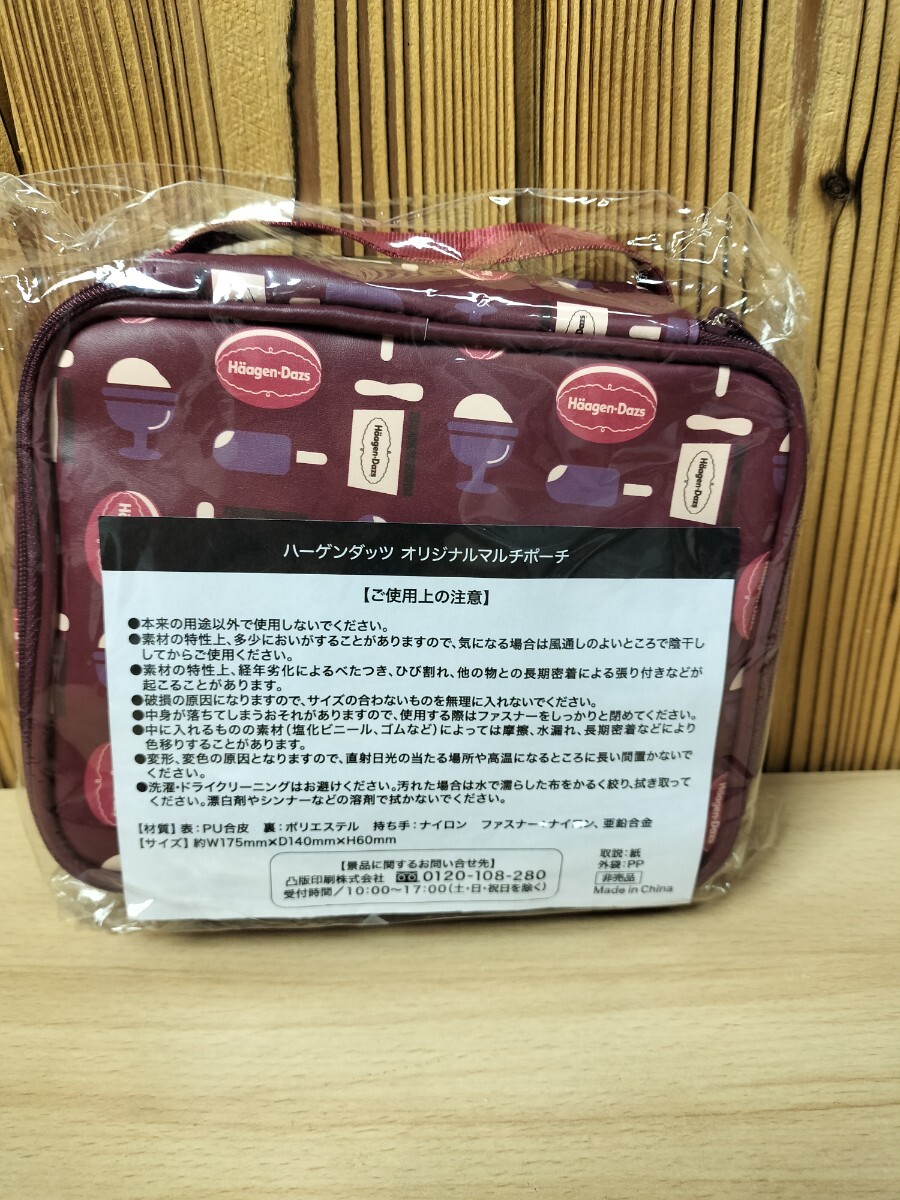 Häagen-Dazs
Häagen-Dazs
Häagen-Dazs
Häagen-Dazs
Häagen-Dazs
ハーゲンダッツ オリジナルマルチポーチ
【ご使用上の注意】
●本来の用途以外で使用しないでください。
●素材の特性上、多少においがすることがありますので、気になる場合は風通しのよいところで陰干し
してからご使用ください。
●素材の特性上、経年劣化によるべたつき、ひび割れ、他の物との長期密着による張り付きなどが
起こることがあります。
●破損の原因になりますので、サイズの合わないものを無理に入れないでください。
●中身が落ちてしまうおそれがありますので、使用する際はファスナーをしっかりと閉めてください。
●中に入れるものの素材（塩化ビニール、ゴムなど）によっては摩擦、水漏れ、長期密着などにより
色移りすることがあります。
●変形、変色の原因となりますので、直射日光の当たる場所や高温になるところに長い間置かないで
ください。
●洗濯・ドライクリーニングはお避けください。汚れた場合は水で濡らした布をかるく絞り、拭き取って
ください。漂白剤やシンナーなどの溶剤で拭かないでください。
【材質】表：PU合皮 裏：ポリエステル 持ち手：ナイロン ファスナー：ナイロン、亜鉛合金
【サイズ】約W175mm×D140mm×H60mm
【景品に関するお問い合せ先】
凸版印刷株式会社 0120-108-280
受付時間／10:00～17:00（土・日・祝日を除く）
取説：紙
外袋：PP
非売品
Made in China
Häagen-Dazs